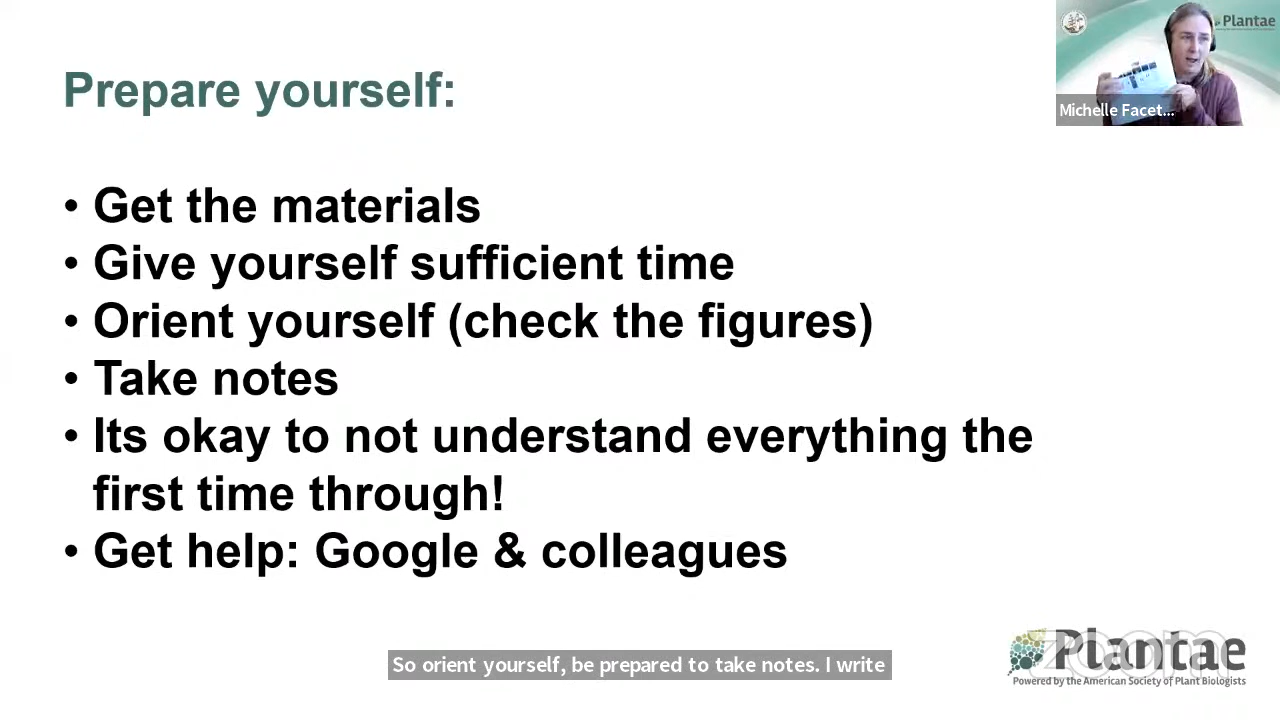 Prepare yourself:
Plantae
Michelle Facet...
• Get the materials
• Give yourself sufficient time
• Orient yourself (check the figures)
• Take notes
• Its okay to not understand everything the
first time through!
• Get help: Google & colleagues
So orient yourself, be prepared to take notes. I write
Plantae
zoom
Powered by the American Society of Plant Biologists